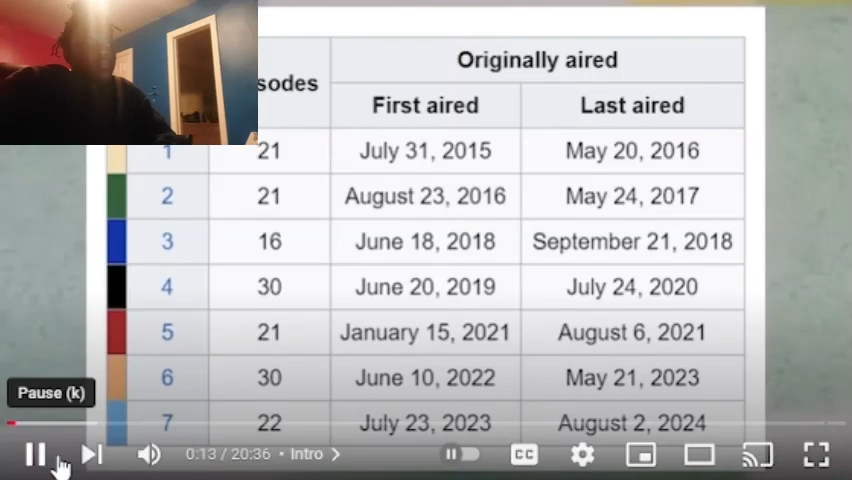 Originally aired
sodes
First aired Last aired
1 21 July 31, 2015 May 20, 2016
2 21 August 23, 2016 May 24, 2017
3 16 June 18, 2018 September 21, 2018
4 30 June 20, 2019 July 24, 2020
5 21 January 15, 2021 August 6, 2021
6 30 June 10, 2022 May 21, 2023
Pause (k)
7 22 July 23, 2023 August 2, 2024
0:13 / 20:36 • Intro
CC